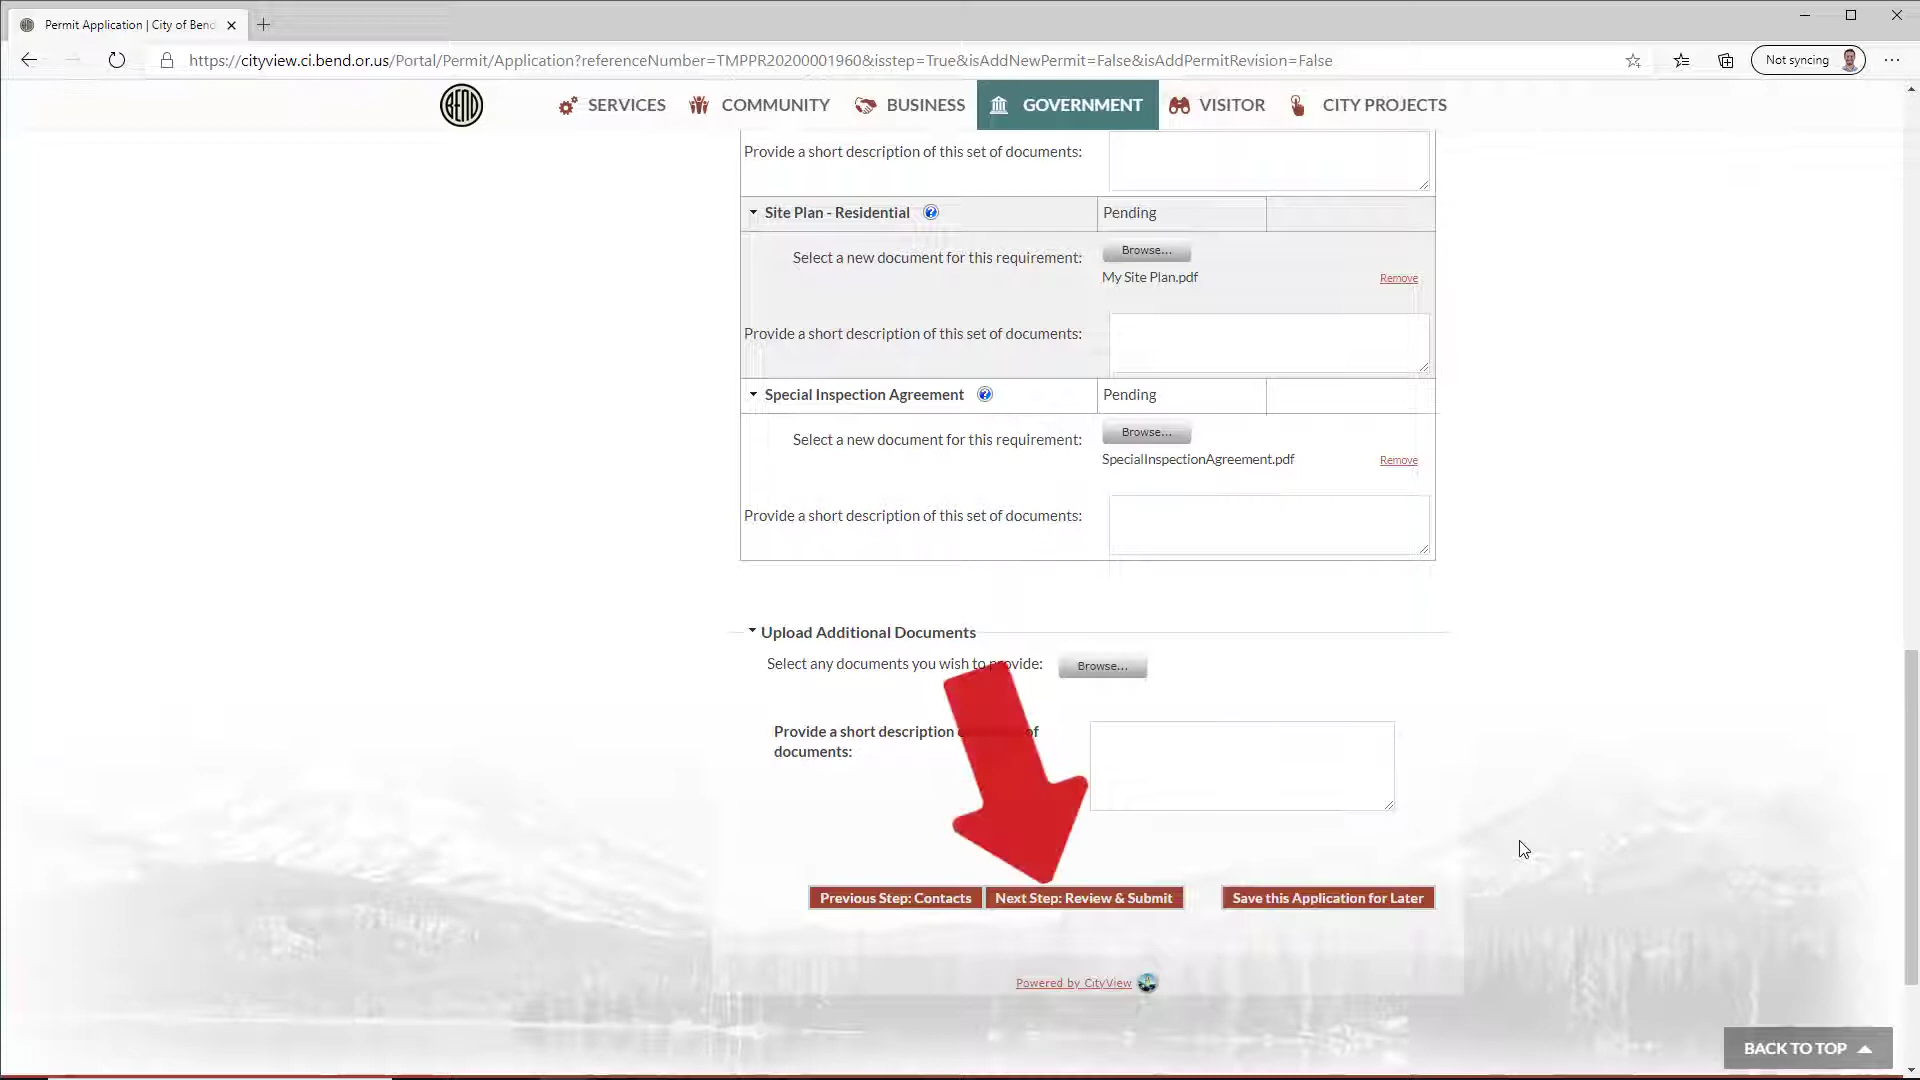 Permit Application | City of Bend
https://cityview.ci.bend.or.us/Portal/Permit/Application?referenceNumber=TMPPR20200001960&isstep=True&isAddNewPermit=False&isAddPermitRevision=False
Not syncing
BEND
SERVICES
COMMUNITY
BUSINESS
GOVERNMENT
VISITOR
CITY PROJECTS
Provide a short description of this set of documents:
Site Plan - Residential
Pending
Select a new document for this requirement:
Browse...
My Site Plan.pdf
Remove
Provide a short description of this set of documents:
Special Inspection Agreement
Pending
Select a new document for this requirement:
Browse...
SpecialInspectionAgreement.pdf
Remove
Provide a short description of this set of documents:
Upload Additional Documents
Select any documents you wish to provide:
Browse...
Provide a short description of
documents:
Previous Step: Contacts
Next Step: Review & Submit
Save this Application for Later
Powered by CityView
BACK TO TOP